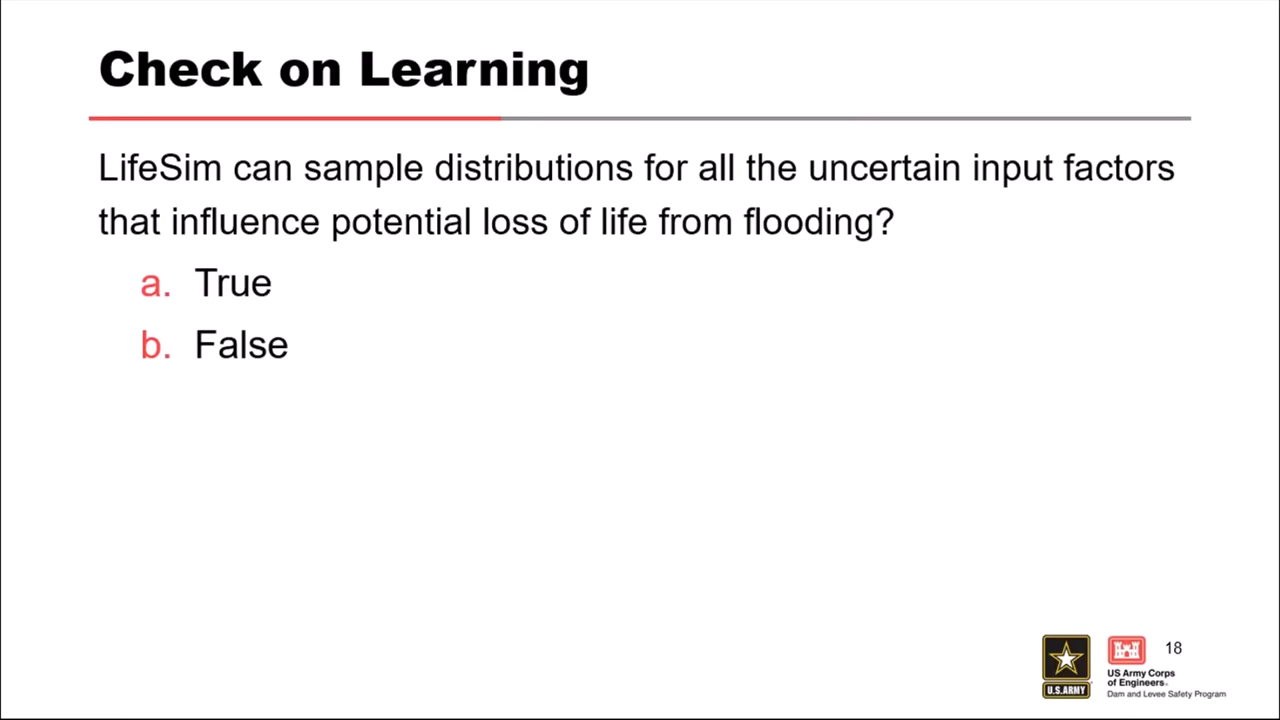 Check on Learning
LifeSim can sample distributions for all the uncertain input factors
that influence potential loss of life from flooding?
a. True
b. False
18
U.S.ARMY
US Army Corps
of Engineers®
Dam and Levee Safety Program